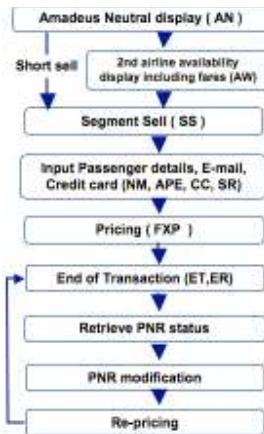 Amadeus Neutral display ( AN )
Short sell
2nd airline availability
display including fares (AW)
Segment Sell ( SS )
Input Passenger details, E-mail,
Credit card (NM, APE, CC, SR)
Pricing ( FXP )
End of Transaction (ET,ER)
Retrieve PNR status
PNR modification
Re-pricing